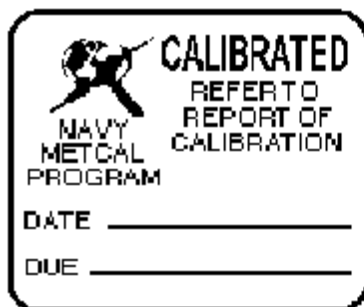 CALIBRATED
REFER TO
REPORT OF
CALIBRATION
NAVY
METCAL
PROGRAM
DATE
DUE